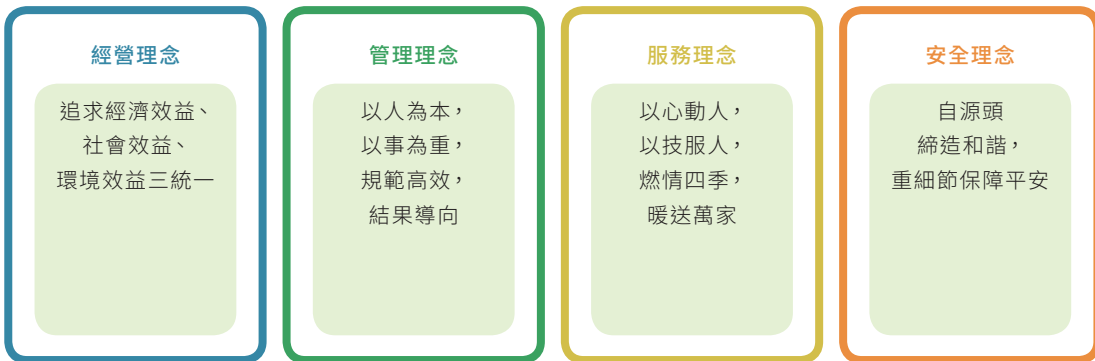 經營理念
追求經濟效益、
社會效益、
環境效益三統一
管理理念
以人為本，
以事為重，
規範高效，
結果導向
服務理念
以心動人，
以技服人，
燃情四季，
暖送萬家
安全理念
自源頭
締造和諧，
重細節保障平安